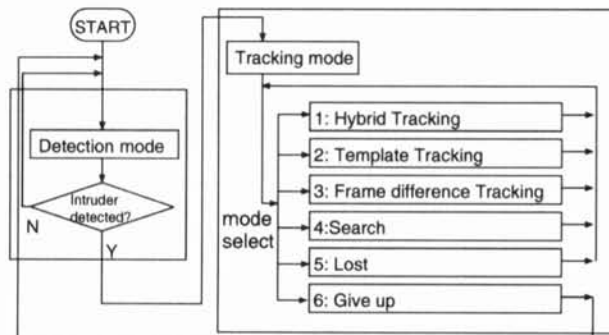 START
Detection mode
Intruder
detected?
N
Y
Tracking mode
mode
select
1: Hybrid Tracking
2: Template Tracking
3: Frame difference Tracking
4:Search
5: Lost
6: Give up